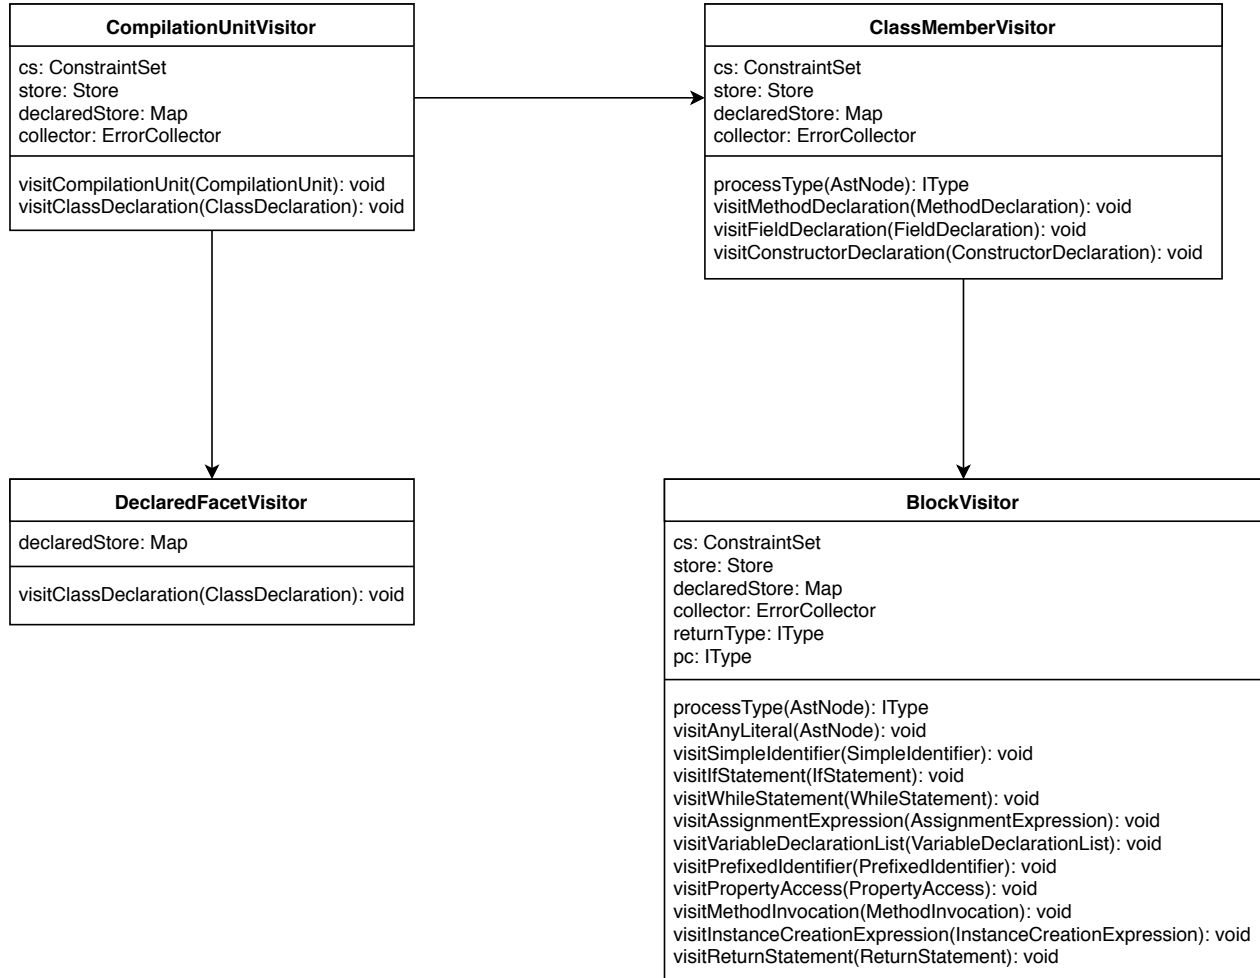 CompilationUnitVisitor
cs: ConstraintSet
store: Store
declaredStore: Map
collector: ErrorCollector
visitCompilationUnit(CompilationUnit): void
visitClassDeclaration(ClassDeclaration): void
ClassMemberVisitor
cs: ConstraintSet
store: Store
declaredStore: Map
collector: ErrorCollector
processType(AstNode): IType
visitMethodDeclaration(MethodDeclaration): void
visitFieldDeclaration(FieldDeclaration): void
visitConstructorDeclaration(ConstructorDeclaration): void
DeclaredFacetVisitor
declaredStore: Map
visitClassDeclaration(ClassDeclaration): void
BlockVisitor
cs: ConstraintSet
store: Store
declaredStore: Map
collector: ErrorCollector
returnType: IType
pc: IType
processType(AstNode): IType
visitAnyLiteral(AstNode): void
visitSimpleIdentifier(SimpleIdentifier): void
visitIfStatement(IfStatement): void
visitWhileStatement(WhileStatement): void
visitAssignmentExpression(AssignmentExpression): void
visitVariableDeclarationList(VariableDeclarationList): void
visitPrefixedIdentifier(PrefixedIdentifier): void
visitPropertyAccess(PropertyAccess): void
visitMethodInvocation(MethodInvocation): void
visitInstanceCreationExpression(InstanceCreationExpression): void
visitReturnStatement(ReturnStatement): void